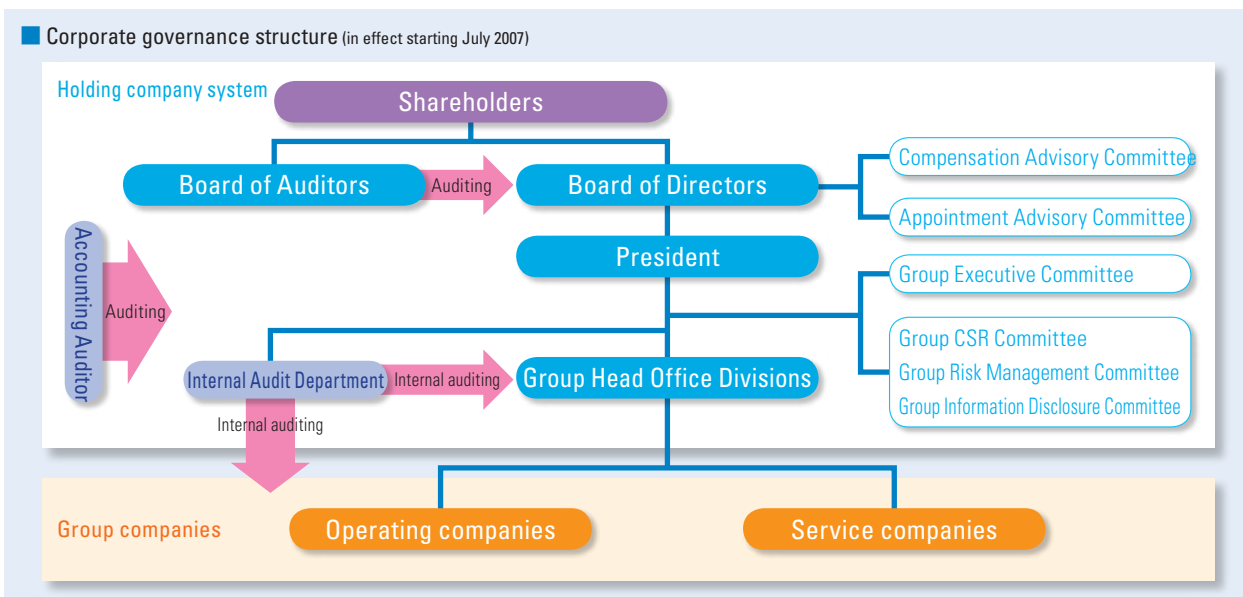 Corporate governance structure (in effect starting July 2007)
Holding company system
Shareholders
Board of Auditors
Auditing
Board of Directors
Compensation Advisory Committee
Appointment Advisory Committee
President
Group Executive Committee
Accounting Auditor
Auditing
Group CSR Committee
Group Risk Management Committee
Group Information Disclosure Committee
Internal Audit Department
Internal auditing
Group Head Office Divisions
Internal auditing
Group companies
Operating companies
Service companies